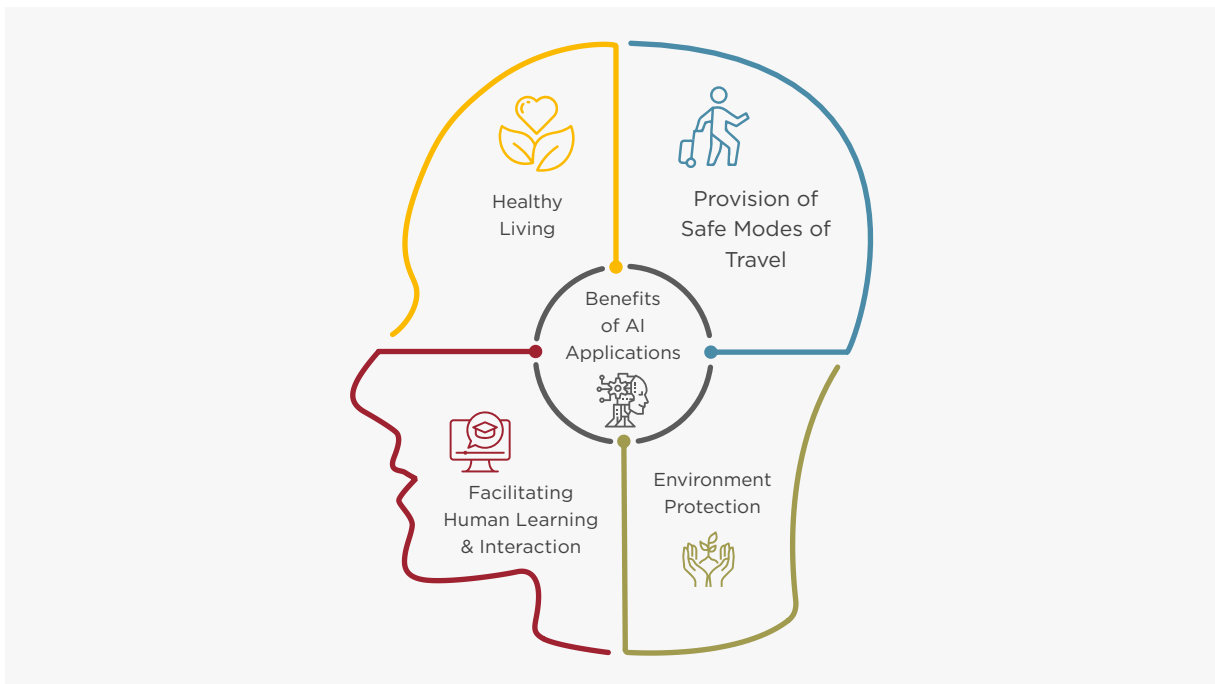 Healthy
Living
Provision of
Safe Modes of
Travel
Benefits
of AI
Applications
Facilitating
Human Learning
& Interaction
Environment
Protection